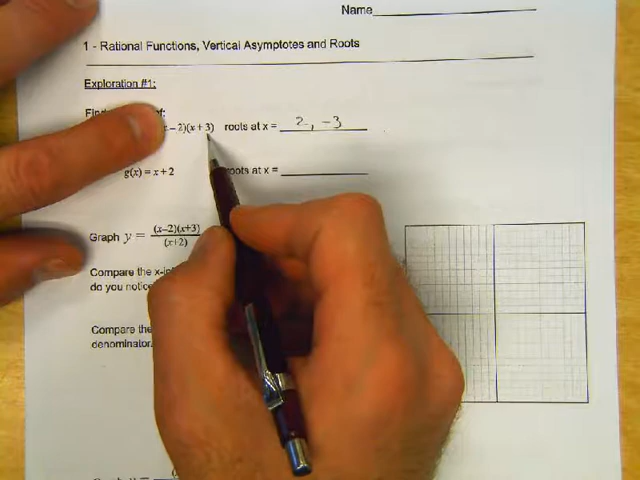 Name
1 - Rational Functions, Vertical Asymptotes and Roots
Exploration #1:
- 2)(x + 3) roots at x = 2, -3
g(x) = x + 2 roots at x =
Graph y = (x-2)(x+3)/(x+2)
Compare the
do you notice
Compare the
denominator.